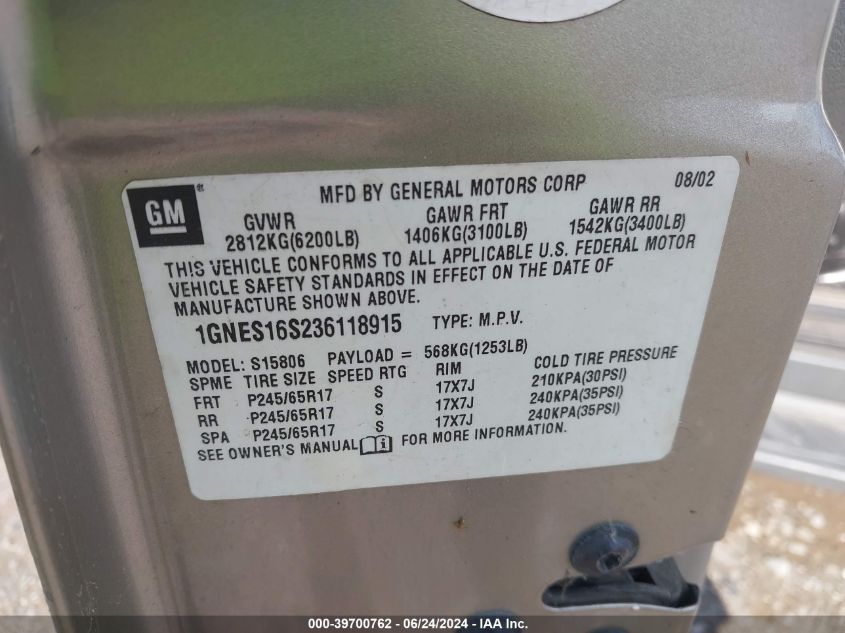 GM ® MFD BY GENERAL MOTORS CORP 08/02
GVWR GAWR FRT GAWR RR
2812KG(6200LB) 1406KG(3100LB) 1542KG(3400LB)
THIS VEHICLE CONFORMS TO ALL APPLICABLE U.S. FEDERAL MOTOR
VEHICLE SAFETY STANDARDS IN EFFECT ON THE DATE OF
MANUFACTURE SHOWN ABOVE.
1GNES16S236118915 TYPE: M.P.V.
MODEL: S15806 PAYLOAD = 568KG(1253LB)
SPME TIRE SIZE SPEED RTG RIM COLD TIRE PRESSURE
FRT P245/65R17 S 17X7J 210KPA(30PSI)
RR P245/65R17 S 17X7J 240KPA(35PSI)
SPA P245/65R17 S 17X7J 240KPA(35PSI)
SEE OWNER'S MANUAL i FOR MORE INFORMATION.
000-39700762 - 06/24/2024 - IAA Inc.